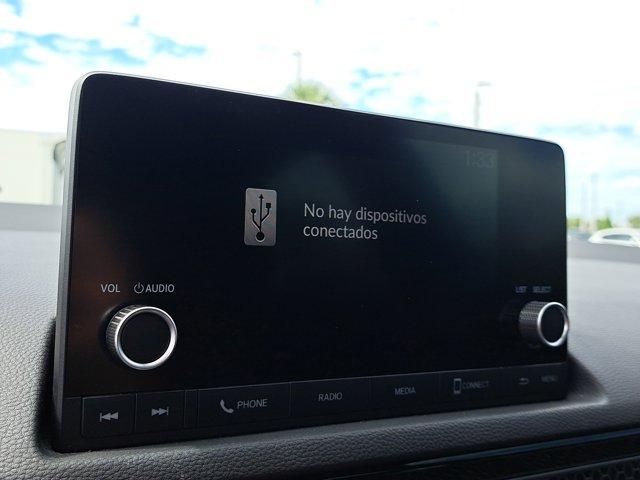 1:33
No hay dispositivos
conectados
VOL AUDIO
LIST SELECT
PHONE RADIO MEDIA CONNECT MENU